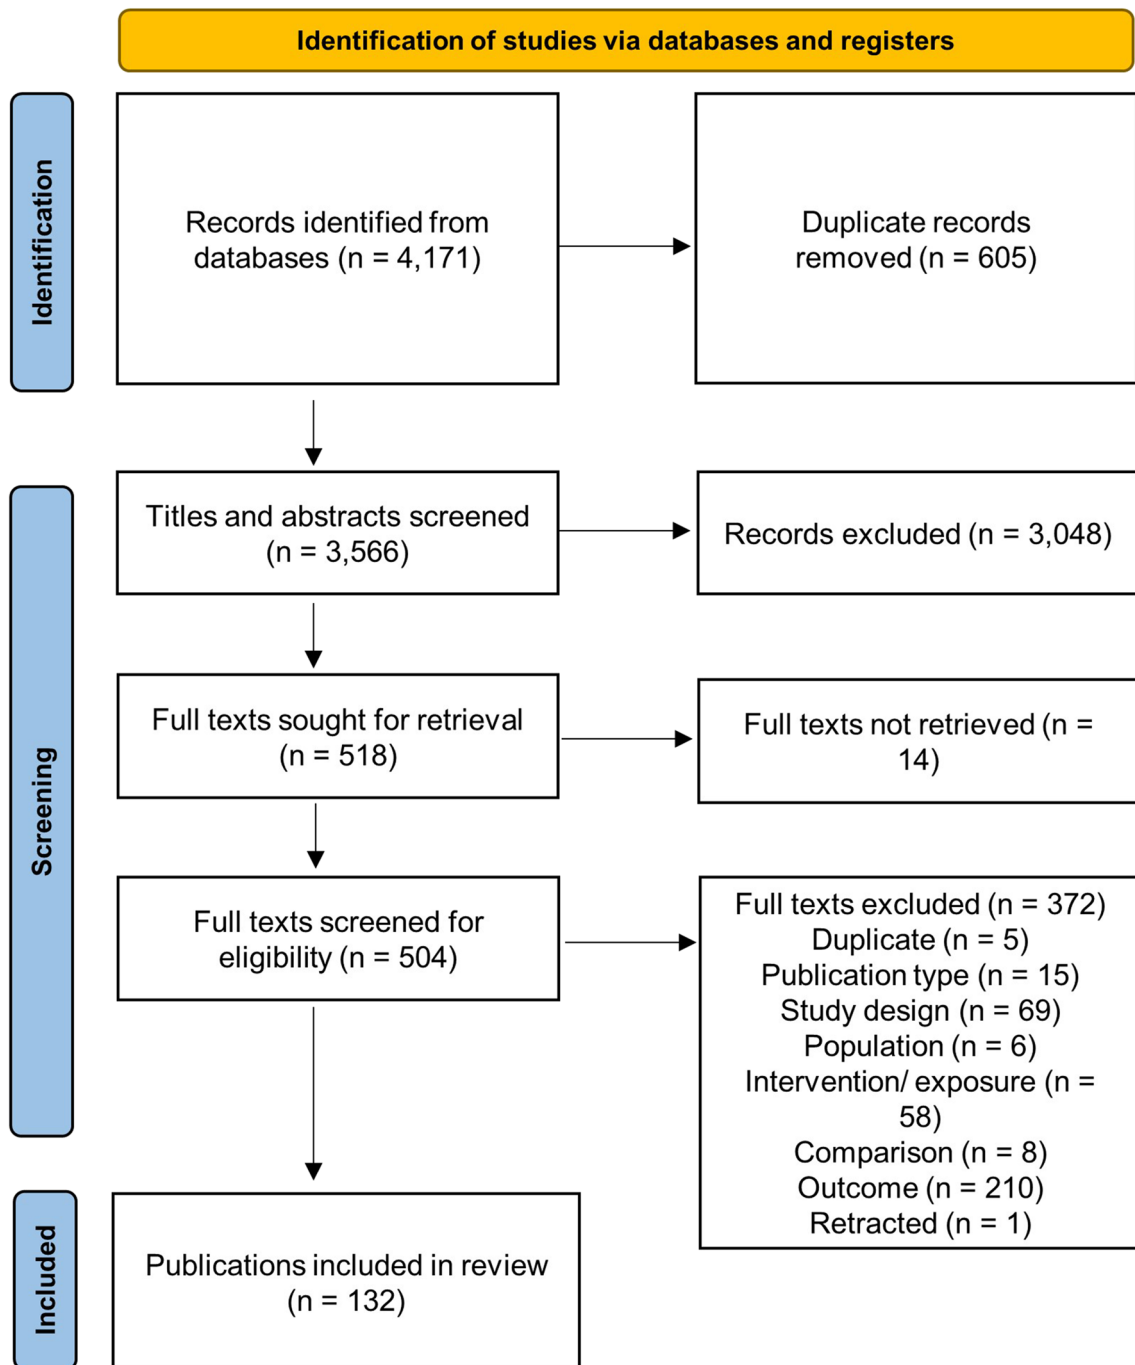 Identification of studies via databases and registers
Identification
Records identified from
databases (n = 4,171)
Duplicate records
removed (n = 605)
Screening
Titles and abstracts screened
(n = 3,566)
Records excluded (n = 3,048)
Full texts sought for retrieval
(n = 518)
Full texts not retrieved (n =
14)
Full texts screened for
eligibility (n = 504)
Full texts excluded (n = 372)
Duplicate (n = 5)
Publication type (n = 15)
Study design (n = 69)
Population (n = 6)
Intervention/ exposure (n =
58)
Comparison (n = 8)
Outcome (n = 210)
Retracted (n = 1)
Included
Publications included in review
(n = 132)